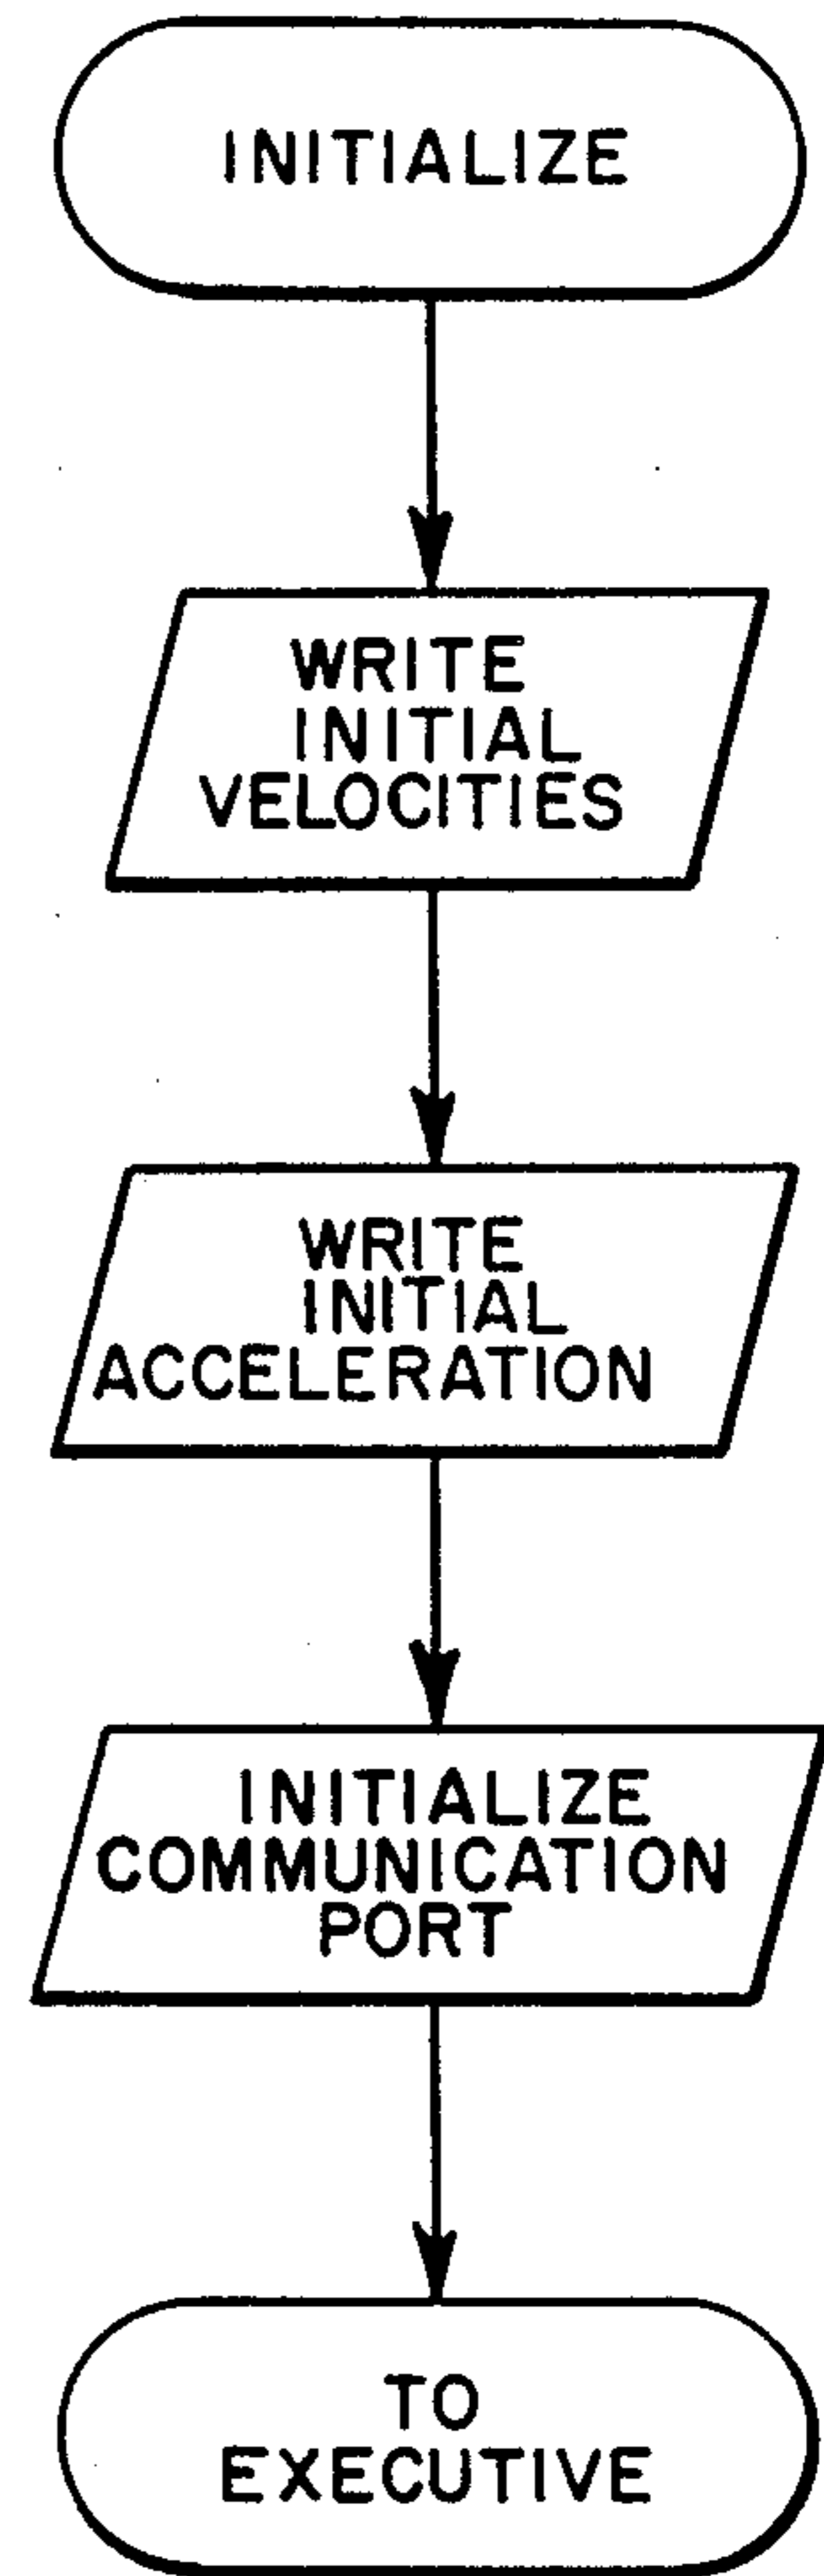 INITIALIZE
WRITE
INITIAL
VELOCITIES
WRITE
INITIAL
ACCELERATION
INITIALIZE
COMMUNICATION
PORT
TO
EXECUTIVE